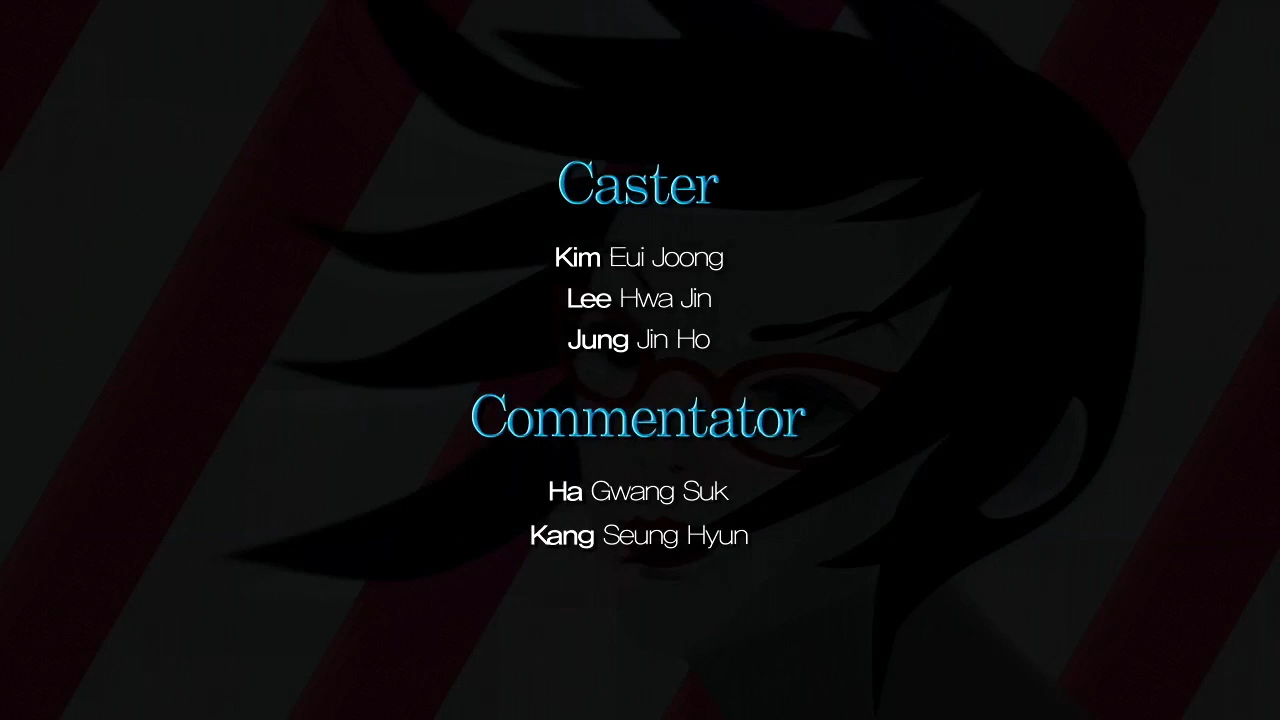 Caster
Kim Eui Joong
Lee Hwa Jin
Jung Jin Ho
Commentator
Ha Gwang Suk
Kang Seung Hyun